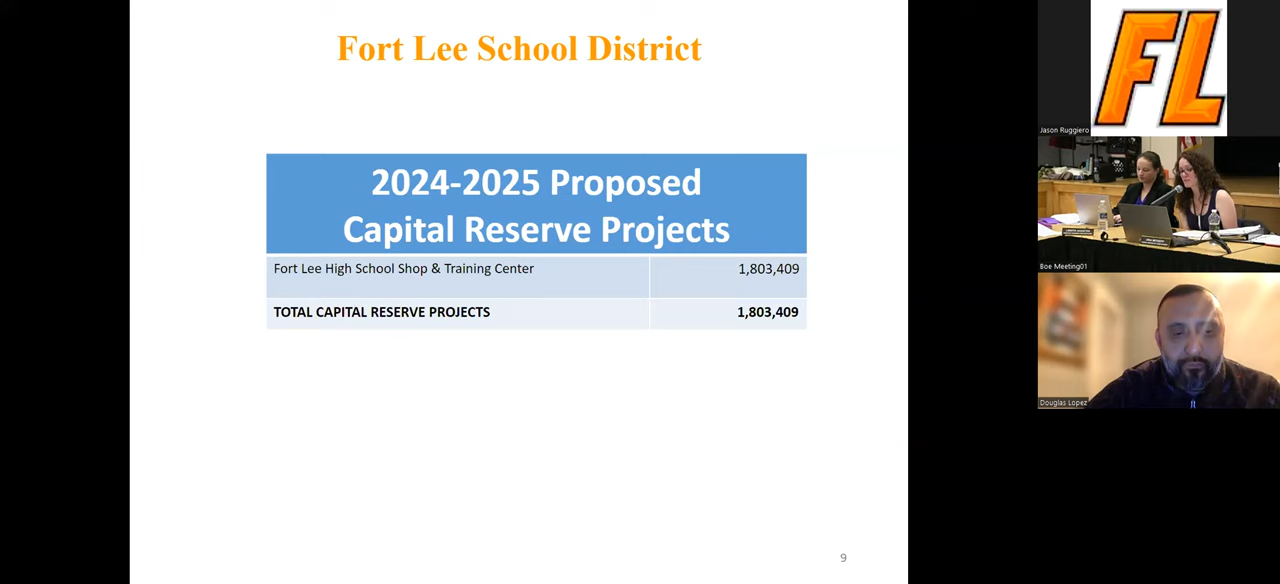 Fort Lee School District
2024-2025 Proposed
Capital Reserve Projects
Fort Lee High School Shop & Training Center 1,803,409
TOTAL CAPITAL RESERVE PROJECTS 1,803,409
9
FL
Jason Ruggiero
Boe Meeting01
Douglas Lopez